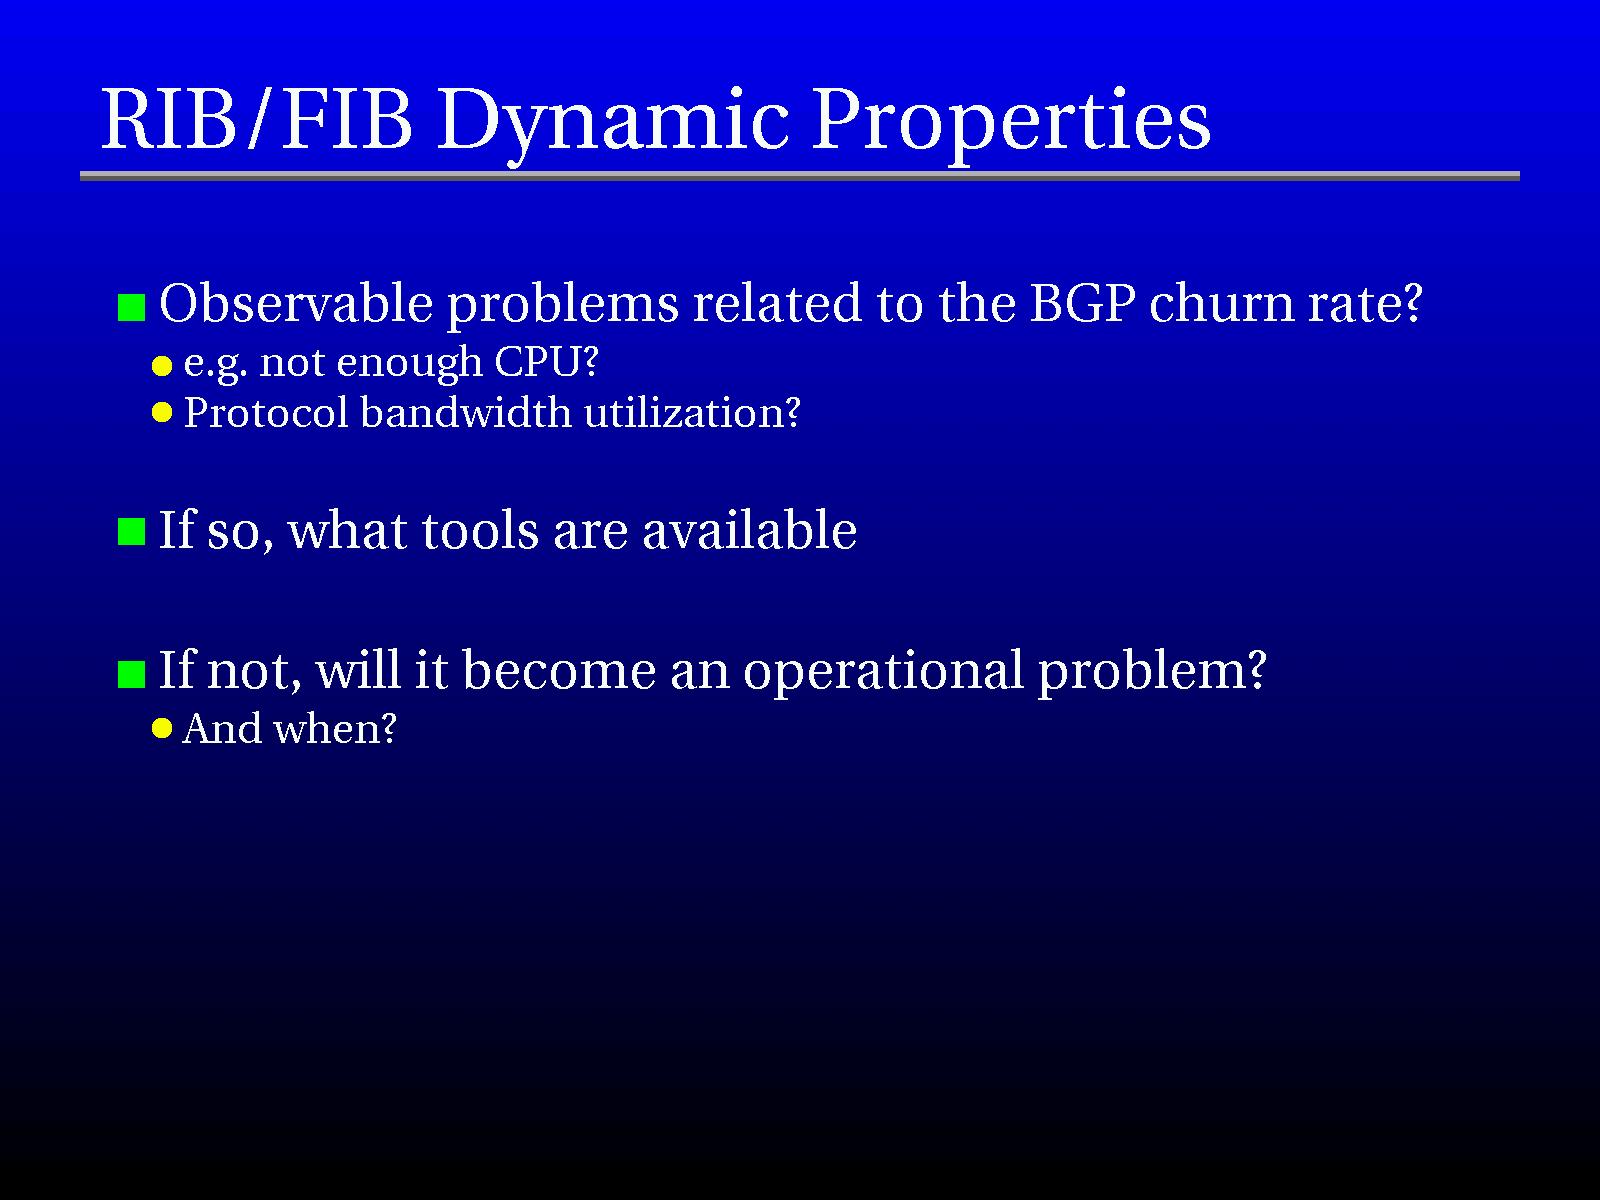 RIB/FIB Dynamic Properties
Observable problems related to the BGP churn rate?
e.g. not enough CPU?
Protocol bandwidth utilization?
If so, what tools are available
If not, will it become an operational problem?
And when?